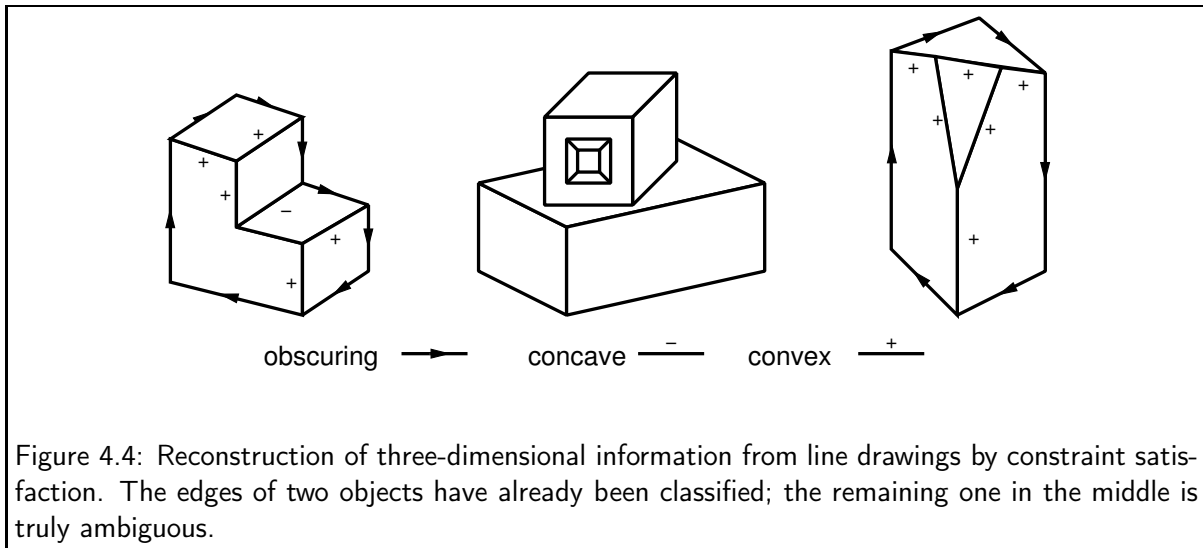 + + + + − + +
+ + + + + +
obscuring concave − convex +
Figure 4.4: Reconstruction of three-dimensional information from line drawings by constraint satis-
faction. The edges of two objects have already been classified; the remaining one in the middle is
truly ambiguous.